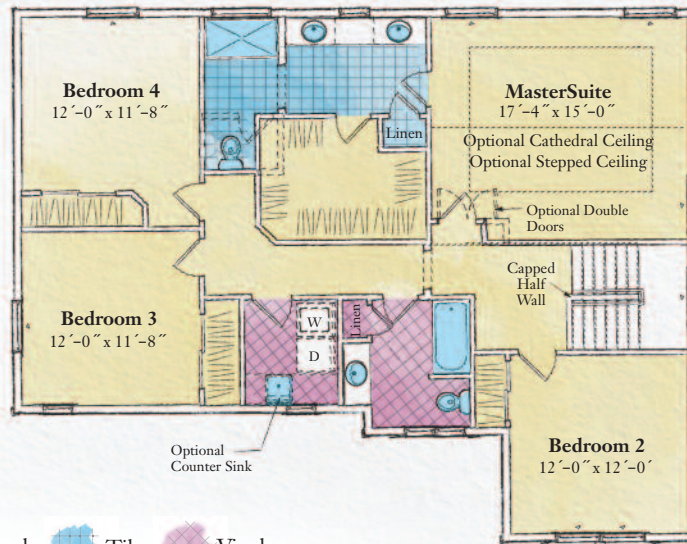 Bedroom 4
12´-0˝ x 11´-8˝
MasterSuite
17´-4˝ x 15´-0˝
Linen
Optional Cathedral Ceiling
Optional Stepped Ceiling
Optional Double
Doors
Capped
Half
Wall
Bedroom 3
12´-0˝ x 11´-8˝
W
D
Linen
Optional
Counter Sink
Bedroom 2
12´-0˝ x 12´-0´